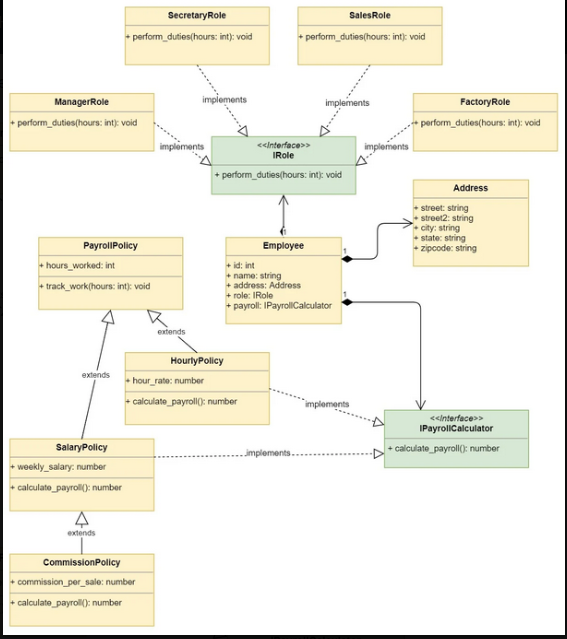 SecretaryRole
+ perform_duties(hours: int): void
SalesRole
+ perform_duties(hours: int): void
implements
implements
ManagerRole
+ perform_duties(hours: int): void
FactoryRole
+ perform_duties(hours: int): void
implements
implements
<<Interface>>
IRole
+ perform_duties(hours: int): void
Address
+ street: string
+ street2: string
+ city: string
+ state: string
+ zipcode: string
1
Employee
+ id: int
+ name: string
+ address: Address
+ role: IRole
+ payroll: IPayrollCalculator
1
1
PayrollPolicy
+ hours_worked: int
+ track_work(hours: int): void
extends
extends
HourlyPolicy
+ hour_rate: number
+ calculate_payroll(): number
implements
<<Interface>>
IPayrollCalculator
+ calculate_payroll(): number
SalaryPolicy
+ weekly_salary: number
+ calculate_payroll(): number
implements
extends
CommissionPolicy
+ commission_per_sale: number
+ calculate_payroll(): number